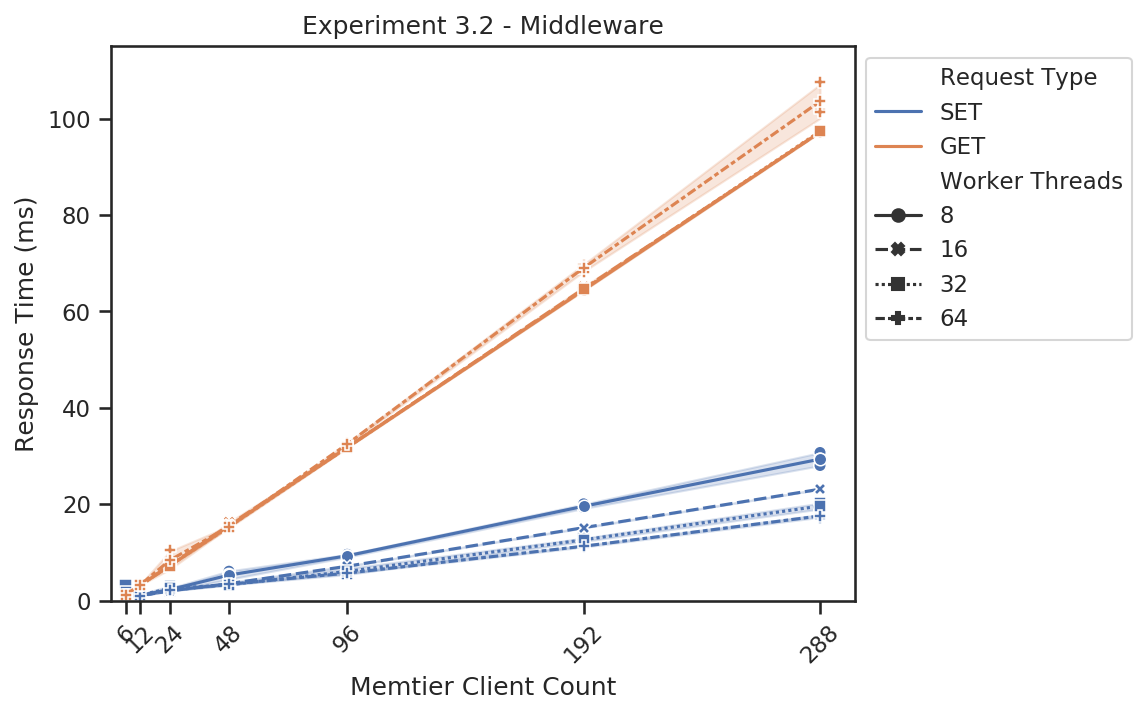 Experiment 3.2 - Middleware
Response Time (ms)
100
80
60
40
20
0
6
12
24
48
96
192
288
Memtier Client Count
Request Type
SET
GET
Worker Threads
8
16
32
64